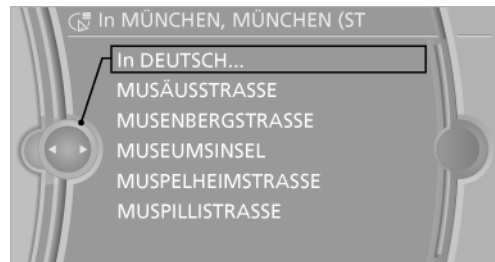 In MÜNCHEN, MÜNCHEN (ST
In DEUTSCH...
MUSÄUSSTRASSE
MUSENBERGSTRASSE
MUSEUMSINSEL
MUSPELHEIMSTRASSE
MUSPILLISTRASSE